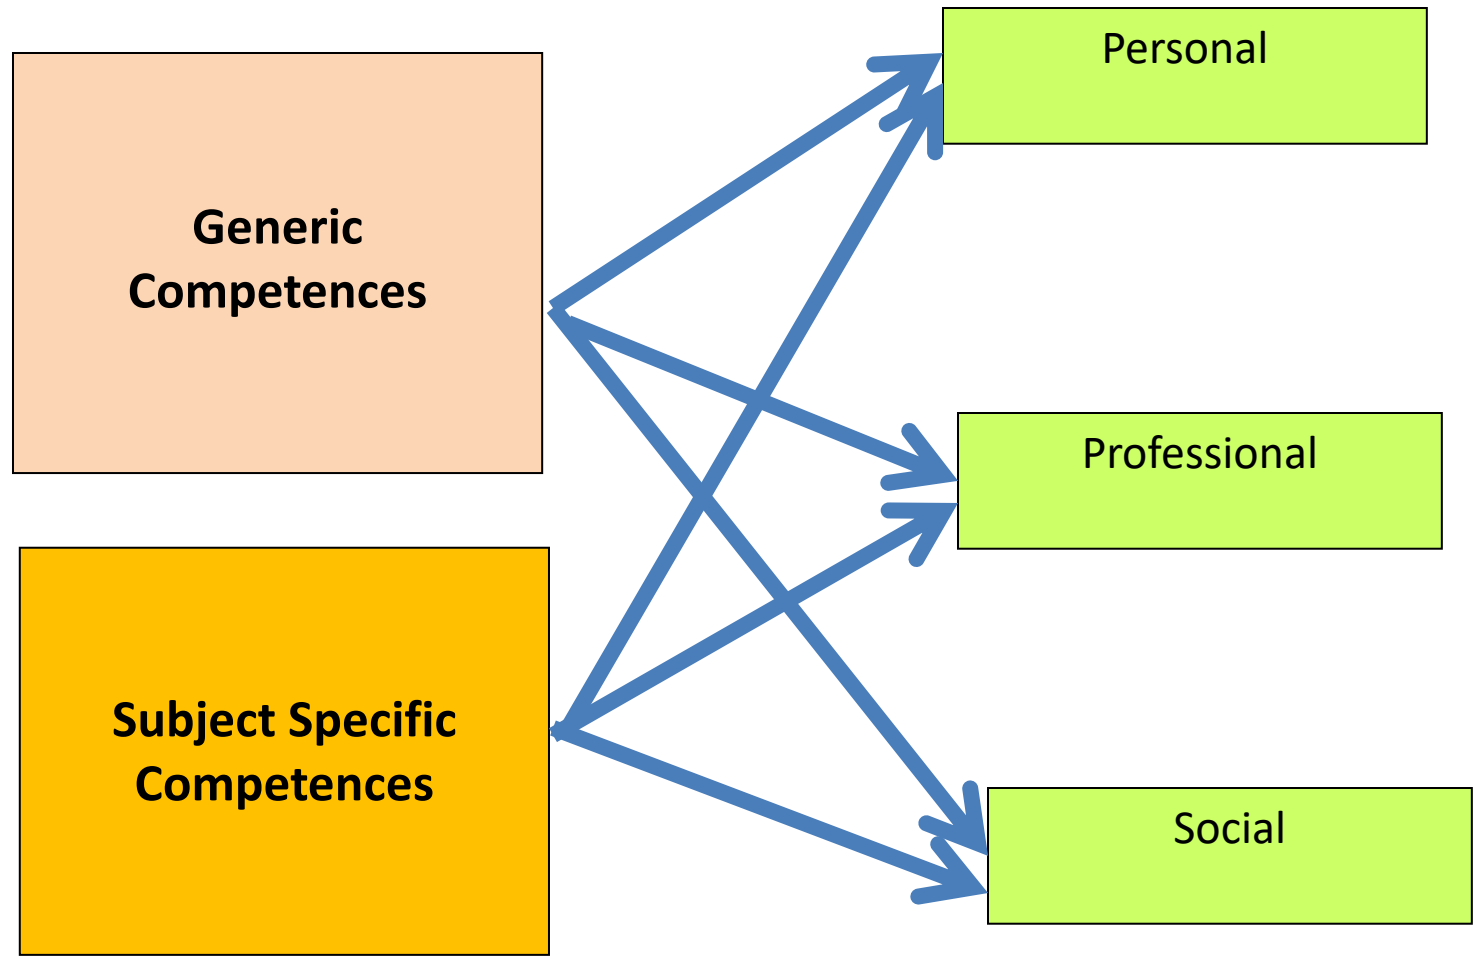 Generic
Competences
Subject Specific
Competences
Personal
Professional
Social